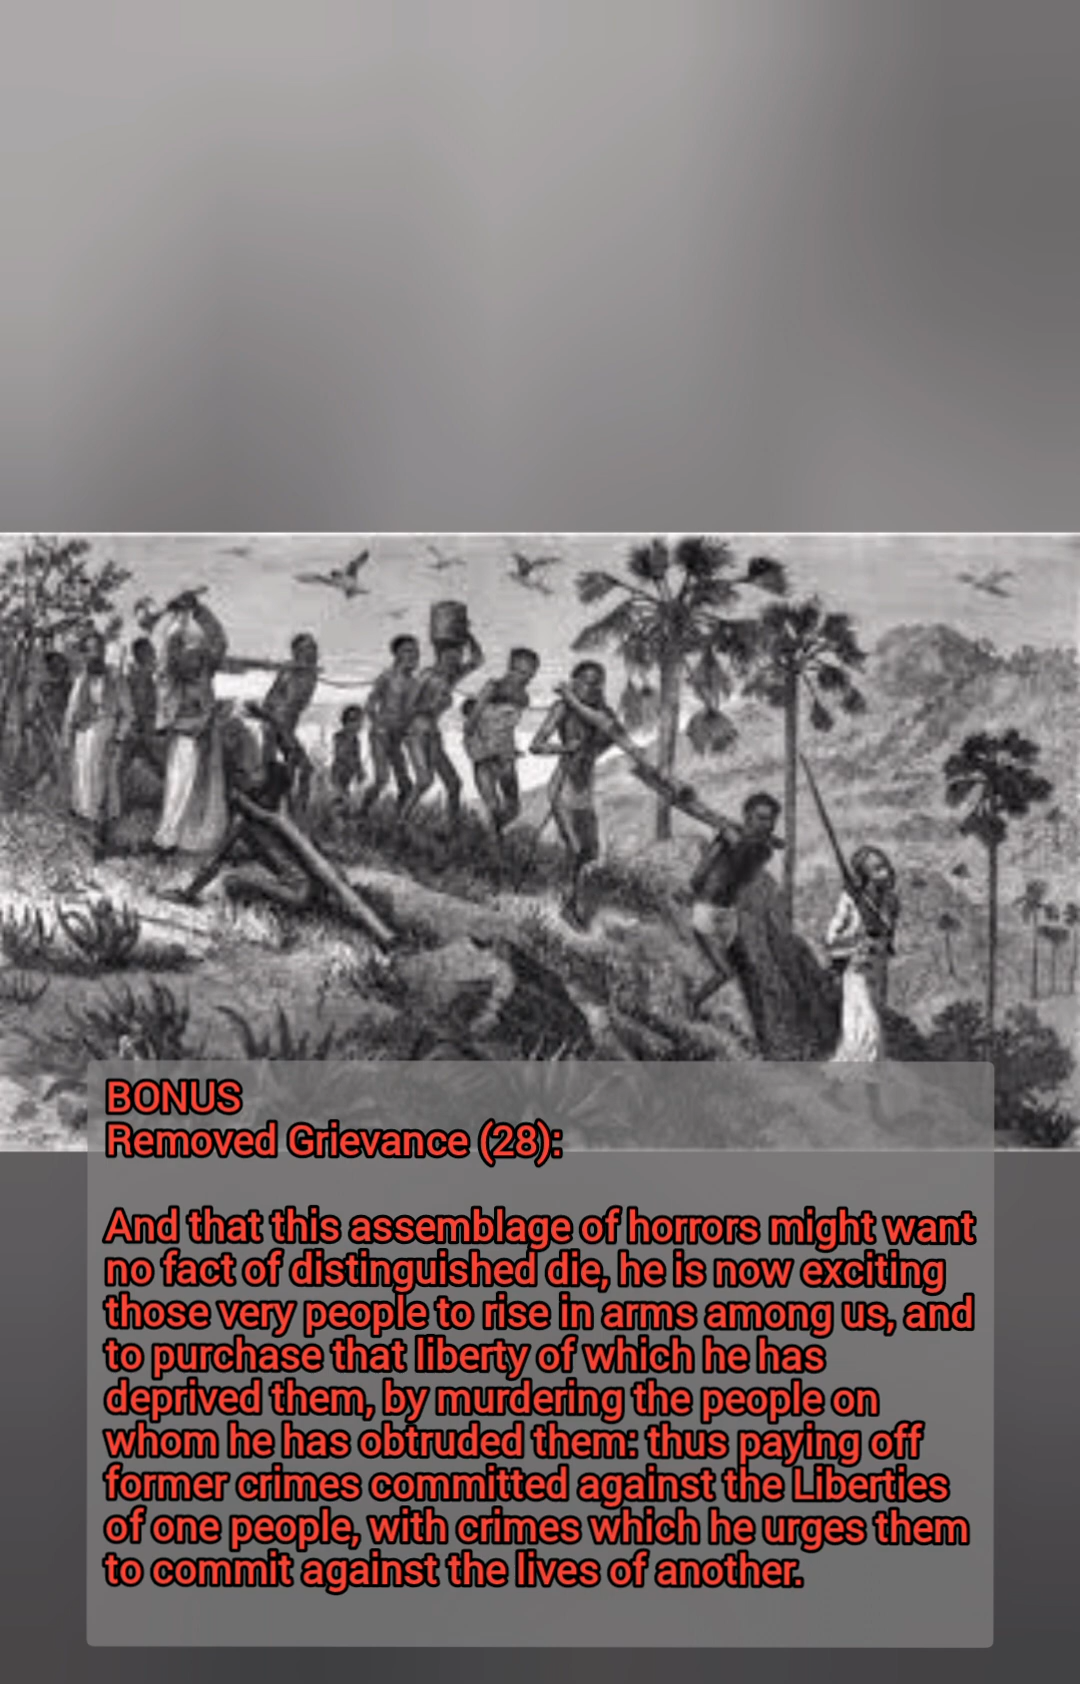 BONUS
Removed Grievance (28):
And that this assemblage of horrors might want
no fact of distinguished die, he is now exciting
those very people to rise in arms among us, and
to purchase that liberty of which he has
deprived them, by murdering the people on
whom he has obtruded them: thus paying off
former crimes committed against the Liberties
of one people, with crimes which he urges them
to commit against the lives of another.